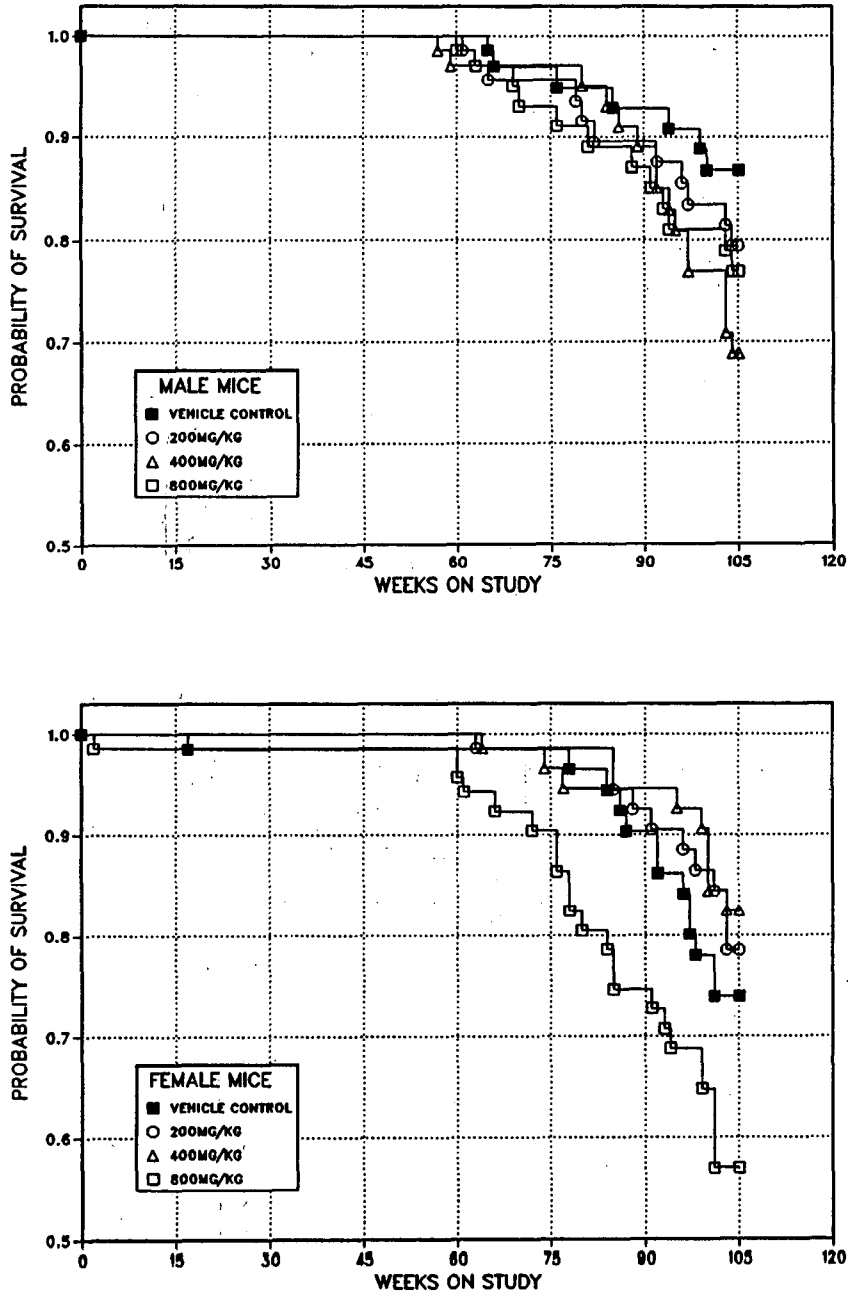 PROBABILITY OF SURVIVAL
1.0
0.9
0.8
0.7
0.6
0.5
MALE MICE
VEHICLE CONTROL
200MG/KG
400MG/KG
800MG/KG
0 15 30 45 60 75 90 105 120
WEEKS ON STUDY
PROBABILITY OF SURVIVAL
1.0
0.9
0.8
0.7
0.6
0.5
FEMALE MICE
VEHICLE CONTROL
200MG/KG
400MG/KG
800MG/KG
0 15 30 45 60 75 90 105 120
WEEKS ON STUDY